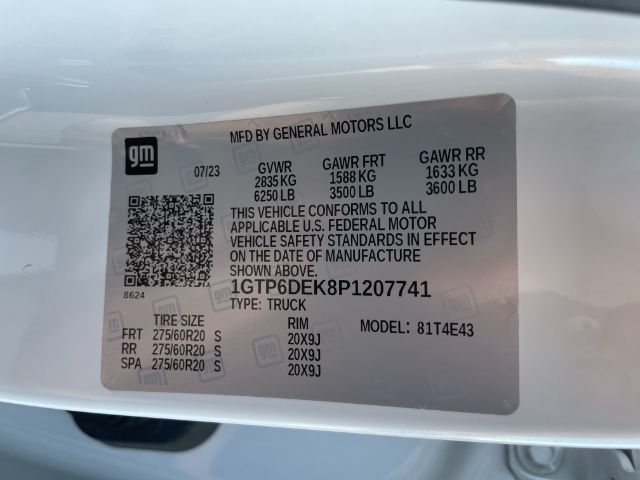 MFD BY GENERAL MOTORS LLC
gm
07/23
GVWR GAWR FRT GAWR RR
2835 KG 1588 KG 1633 KG
6250 LB 3500 LB 3600 LB
THIS VEHICLE CONFORMS TO ALL
APPLICABLE U.S. FEDERAL MOTOR
VEHICLE SAFETY STANDARDS IN EFFECT
ON THE DATE OF MANUFACTURE
SHOWN ABOVE.
8624
1GTP6DEK8P1207741
TYPE: TRUCK
TIRE SIZE RIM MODEL: 81T4E43
FRT 275/60R20 S 20X9J
RR 275/60R20 S 20X9J
SPA 275/60R20 S 20X9J